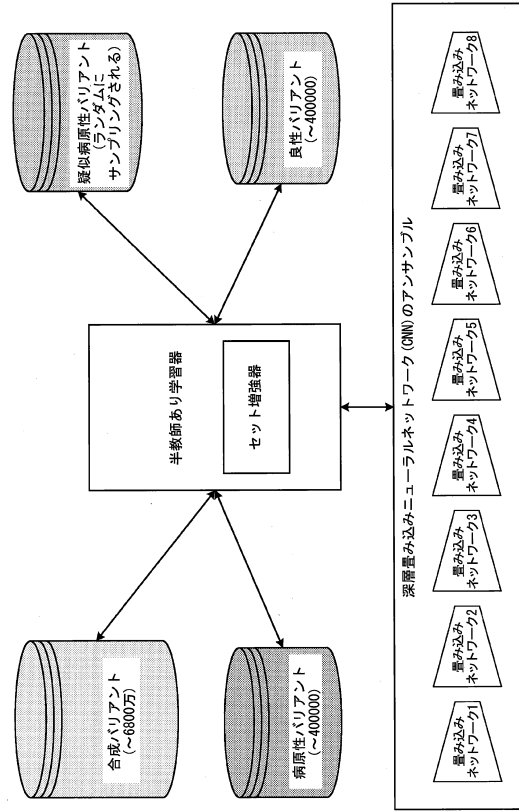 合成バリアント
(~6800万)
疑似病原性バリアント
(ランダムに
サンプリングされる)
半教師あり学習器
セット増強器
病原性バリアント
(~400000)
良性バリアント
(~400000)
深層畳み込みニューラルネットワーク(CNN)のアンサンブル
畳み込み
ネットワーク1
畳み込み
ネットワーク2
畳み込み
ネットワーク3
畳み込み
ネットワーク4
畳み込み
ネットワーク5
畳み込み
ネットワーク6
畳み込み
ネットワーク7
畳み込み
ネットワーク8